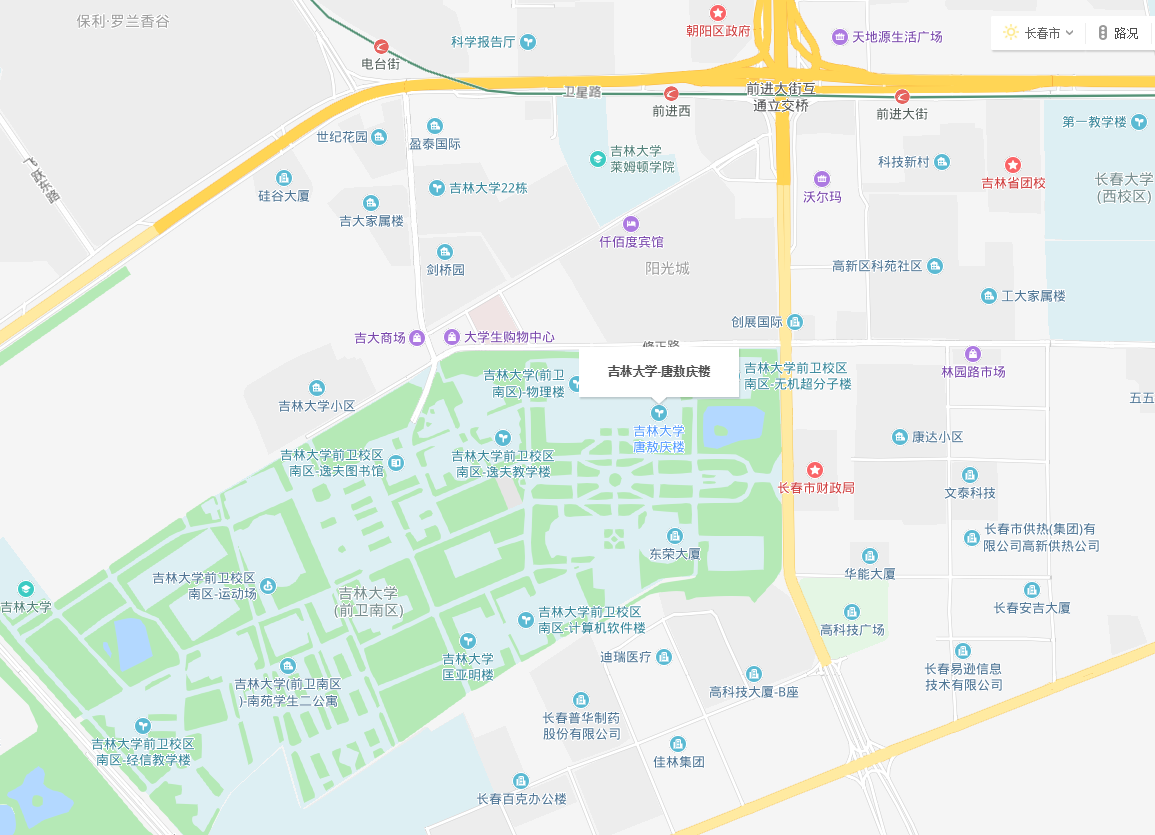 保利·罗兰香谷
电台街
科学报告厅
朝阳区政府
天地源生活广场
长春市
路况
卫星路
前进西
前进大街互
通立交桥
前进大街
第一教学楼
世纪花园
盈泰国际
吉林大学
莱姆顿学院
科技新村
吉林省团校
长春大学
(西校区)
飞跃东路
硅谷大厦
吉林大学22栋
沃尔玛
吉大家属楼
仟佰度宾馆
剑桥园
阳光城
高新区科苑社区
工大家属楼
创展国际
吉大商场
大学生购物中心
修正路
吉林大学-唐敖庆楼
林园路市场
吉林大学(前卫
南区)-物理楼
吉林大学前卫校区
南区-无机超分子楼
吉林大学小区
五五
吉林大学
唐敖庆楼
康达小区
吉林大学前卫校区
南区-逸夫图书馆
吉林大学前卫校区
南区-逸夫教学楼
长春市财政局
文泰科技
长春市供热(集团)有
限公司高新供热公司
东荣大厦
华能大厦
吉林大学前卫校区
南区-运动场
吉林大学
(前卫南区)
吉林大学
长春安吉大厦
吉林大学前卫校区
南区-计算机软件楼
高科技广场
吉林大学
匡亚明楼
迪瑞医疗
长春易逊信息
技术有限公司
吉林大学(前卫南区
)-南苑学生二公寓
高科技大厦-B座
长春普华制药
股份有限公司
吉林大学前卫校区
南区-经信教学楼
佳林集团
长春百克办公楼